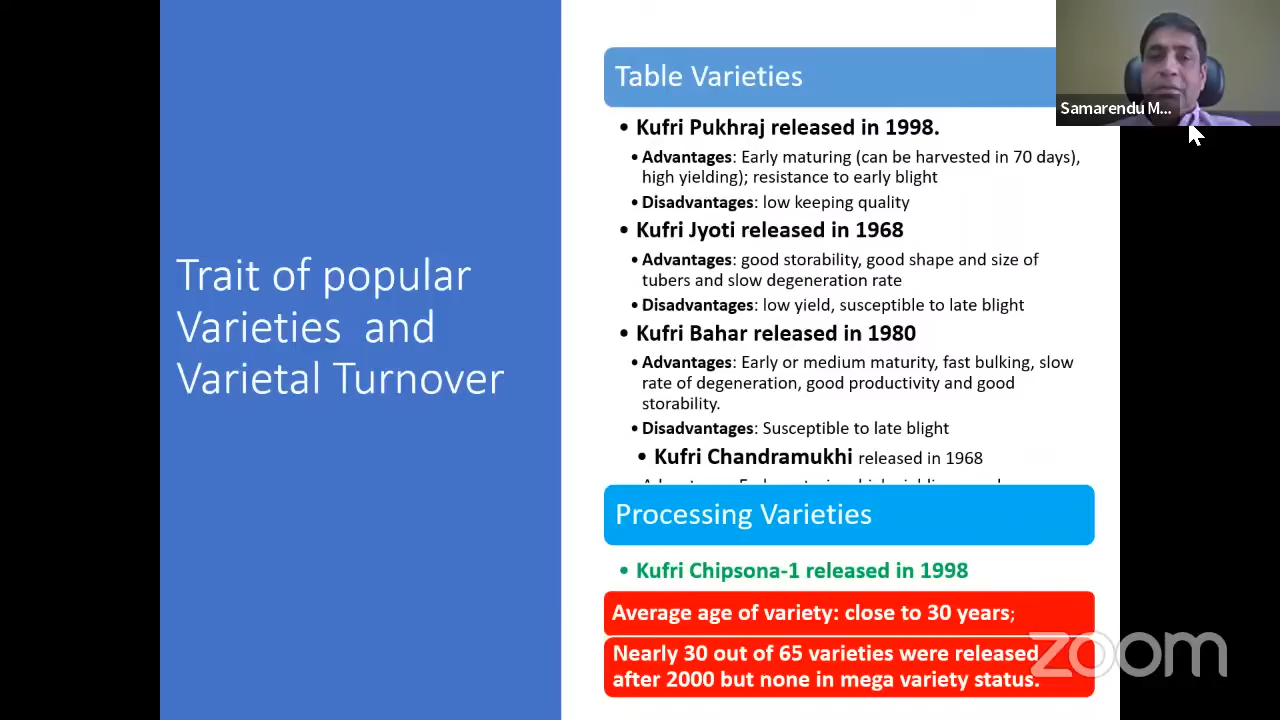 Trait of popular
Varieties and
Varietal Turnover
Table Varieties
• Kufri Pukhraj released in 1998.
• Advantages: Early maturing (can be harvested in 70 days),
high yielding); resistance to early blight
• Disadvantages: low keeping quality
• Kufri Jyoti released in 1968
• Advantages: good storability, good shape and size of
tubers and slow degeneration rate
• Disadvantages: low yield, susceptible to late blight
• Kufri Bahar released in 1980
• Advantages: Early or medium maturity, fast bulking, slow
rate of degeneration, good productivity and good
storability.
• Disadvantages: Susceptible to late blight
• Kufri Chandramukhi released in 1968
Processing Varieties
• Kufri Chipsona-1 released in 1998
Average age of variety: close to 30 years;
Nearly 30 out of 65 varieties were released
after 2000 but none in mega variety status.
Samarendu M...
zoom